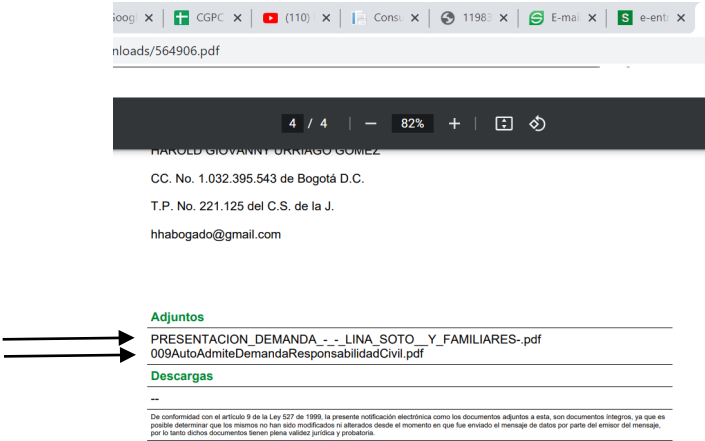 Googl CGPC (110) Consu 11983 E-mai e-entr
nloads/564906.pdf
4 / 4 82%
HAROLD GIOVANNY URRIAGO GOMEZ
CC. No. 1.032.395.543 de Bogotá D.C.
T.P. No. 221.125 del C.S. de la J.
hhabogado@gmail.com
Adjuntos
PRESENTACION_DEMANDA_-_-_LINA_SOTO__Y_FAMILIARES-.pdf
009AutoAdmiteDemandaResponsabilidadCivil.pdf
Descargas
--
De conformidad con el artículo 9 de la Ley 527 de 1999, la presente notificación electrónica como los documentos adjuntos a esta, son documentos íntegros, ya que es
posible determinar que los mismos no han sido modificados ni alterados desde el momento en que fue enviado el mensaje de datos por parte del emisor del mensaje,
por lo tanto dichos documentos tienen plena validez jurídica y probatoria.